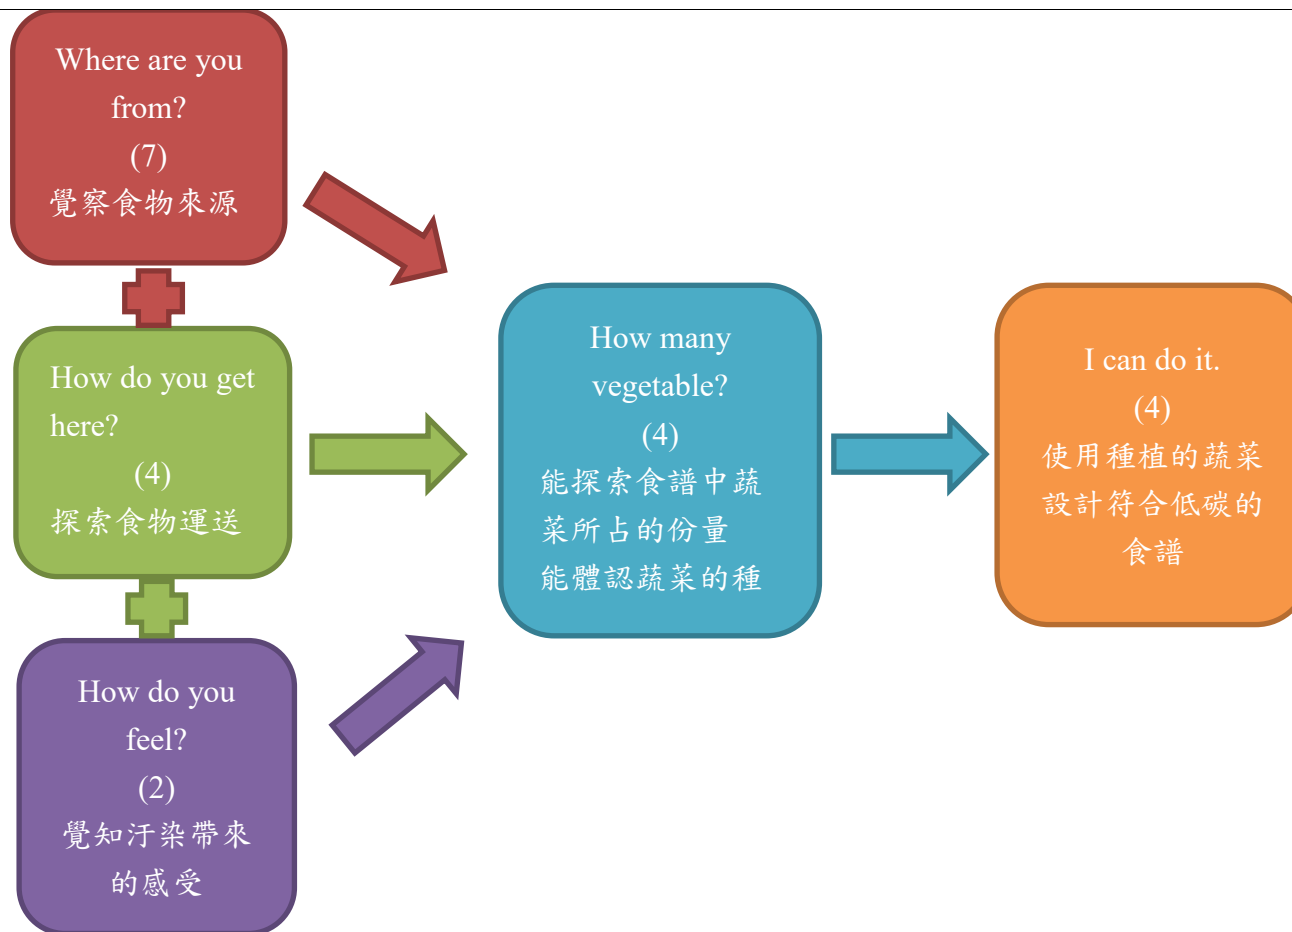 Where are you
from?
(7)
覺察食物來源
How do you get
here?
(4)
探索食物運送
How do you
feel?
(2)
覺知汙染帶來
的感受
How many
vegetable?
(4)
能探索食譜中蔬
菜所占的份量
能體認蔬菜的種
I can do it.
(4)
使用種植的蔬菜
設計符合低碳的
食譜